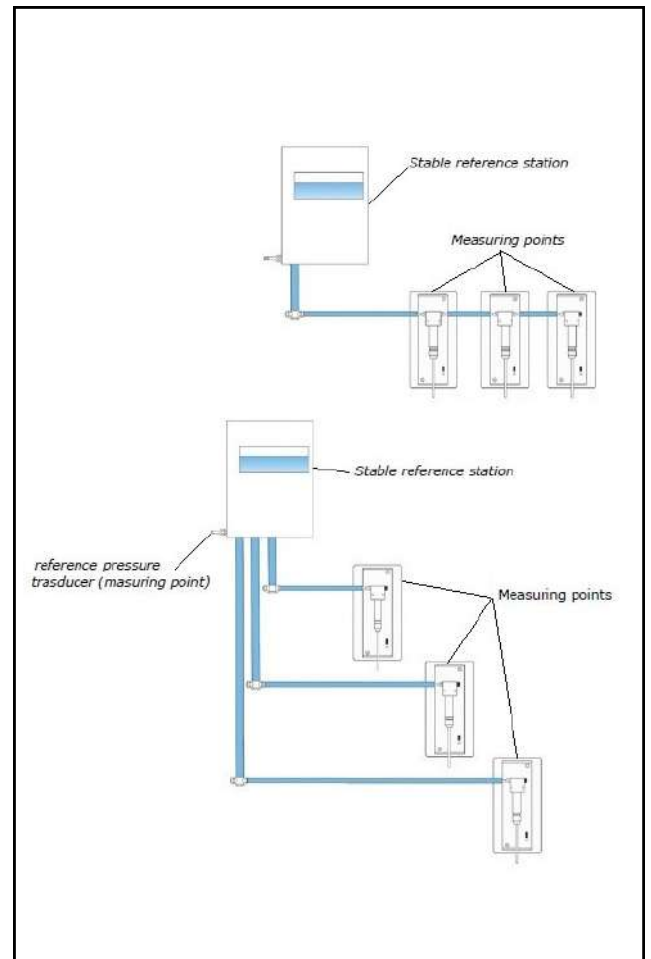 Stable reference station
Measuring points
Stable reference station
reference pressure
trasducer (masuring point)
Measuring points